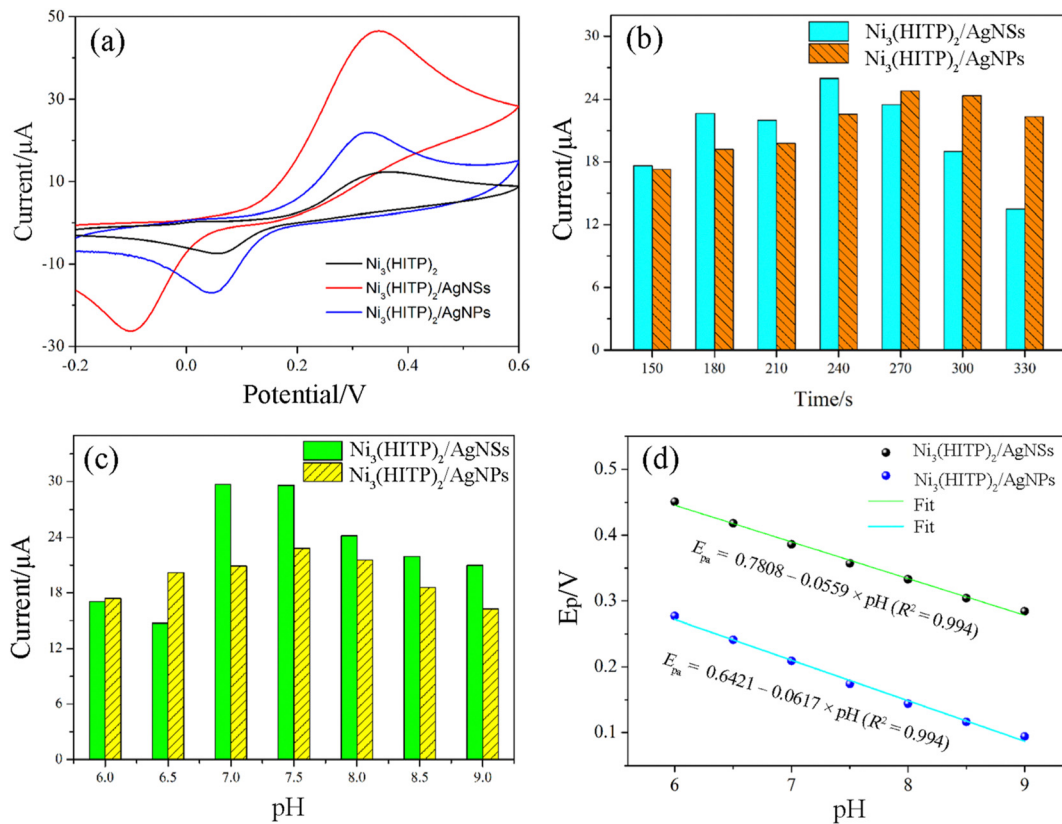 (a)
50
30
10
-10
-30
Current/μA
Ni₃(HITP)₂
Ni₃(HITP)₂/AgNSs
Ni₃(HITP)₂/AgNPs
-0.2 0.0 0.2 0.4 0.6
Potential/V
(b)
Ni₃(HITP)₂/AgNSs
Ni₃(HITP)₂/AgNPs
30
24
18
12
6
0
Current/μA
150 180 210 240 270 300 330
Time/s
(c)
Ni₃(HITP)₂/AgNSs
Ni₃(HITP)₂/AgNPs
30
24
18
12
6
0
Current/μA
6.0 6.5 7.0 7.5 8.0 8.5 9.0
pH
(d)
Ni₃(HITP)₂/AgNSs
Ni₃(HITP)₂/AgNPs
Fit
Fit
0.5
0.4
0.3
0.2
0.1
Ep/V
Eₚₐ = 0.7808 – 0.0559 × pH (R² = 0.994)
Eₚₐ = 0.6421 – 0.0617 × pH (R² = 0.994)
6 7 8 9
pH